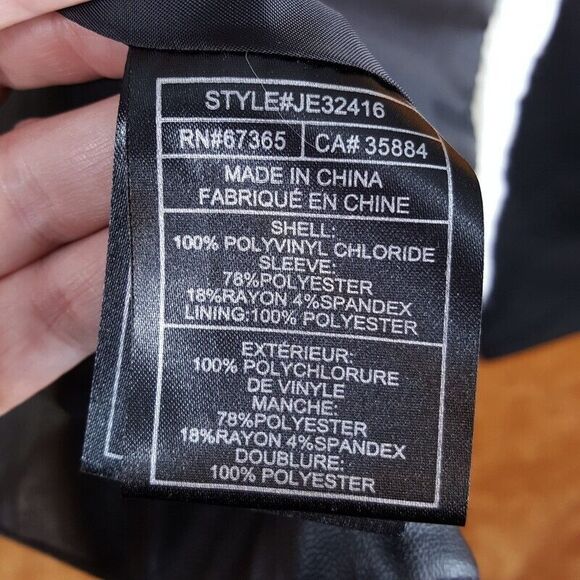 STYLE#JE32416
RN#67365 CA# 35884
MADE IN CHINA
FABRIQUÉ EN CHINE
SHELL:
100% POLYVINYL CHLORIDE
SLEEVE:
78%POLYESTER
18%RAYON 4%SPANDEX
LINING:100% POLYESTER
EXTÉRIEUR:
100% POLYCHLORURE
DE VINYLE
MANCHE:
78%POLYESTER
18%RAYON 4%SPANDEX
DOUBLURE:
100% POLYESTER